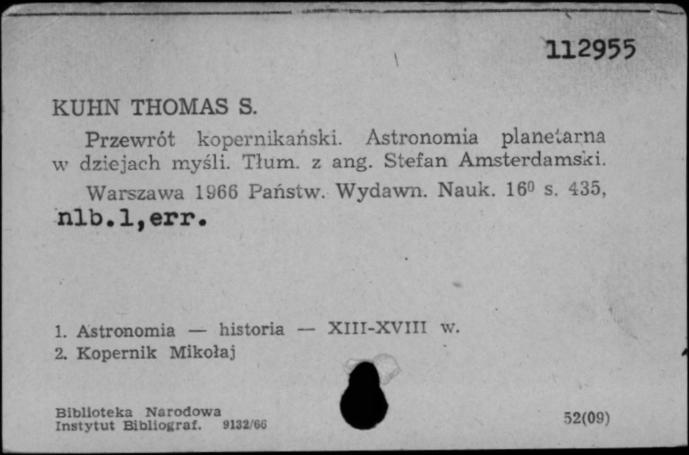 112955
KUHN THOMAS S.
Przewrót kopernikański. Astronomia planetarna
w dziejach myśli. Tłum. z ang. Stefan Amsterdamski.
Warszawa 1966 Państw. Wydawn. Nauk. 16⁰ s. 435,
nlb.1,err.
1. Astronomia — historia — XIII-XVIII w.
2. Kopernik Mikołaj
Biblioteka Narodowa
Instytut Bibliograf. 9132/66
52(09)